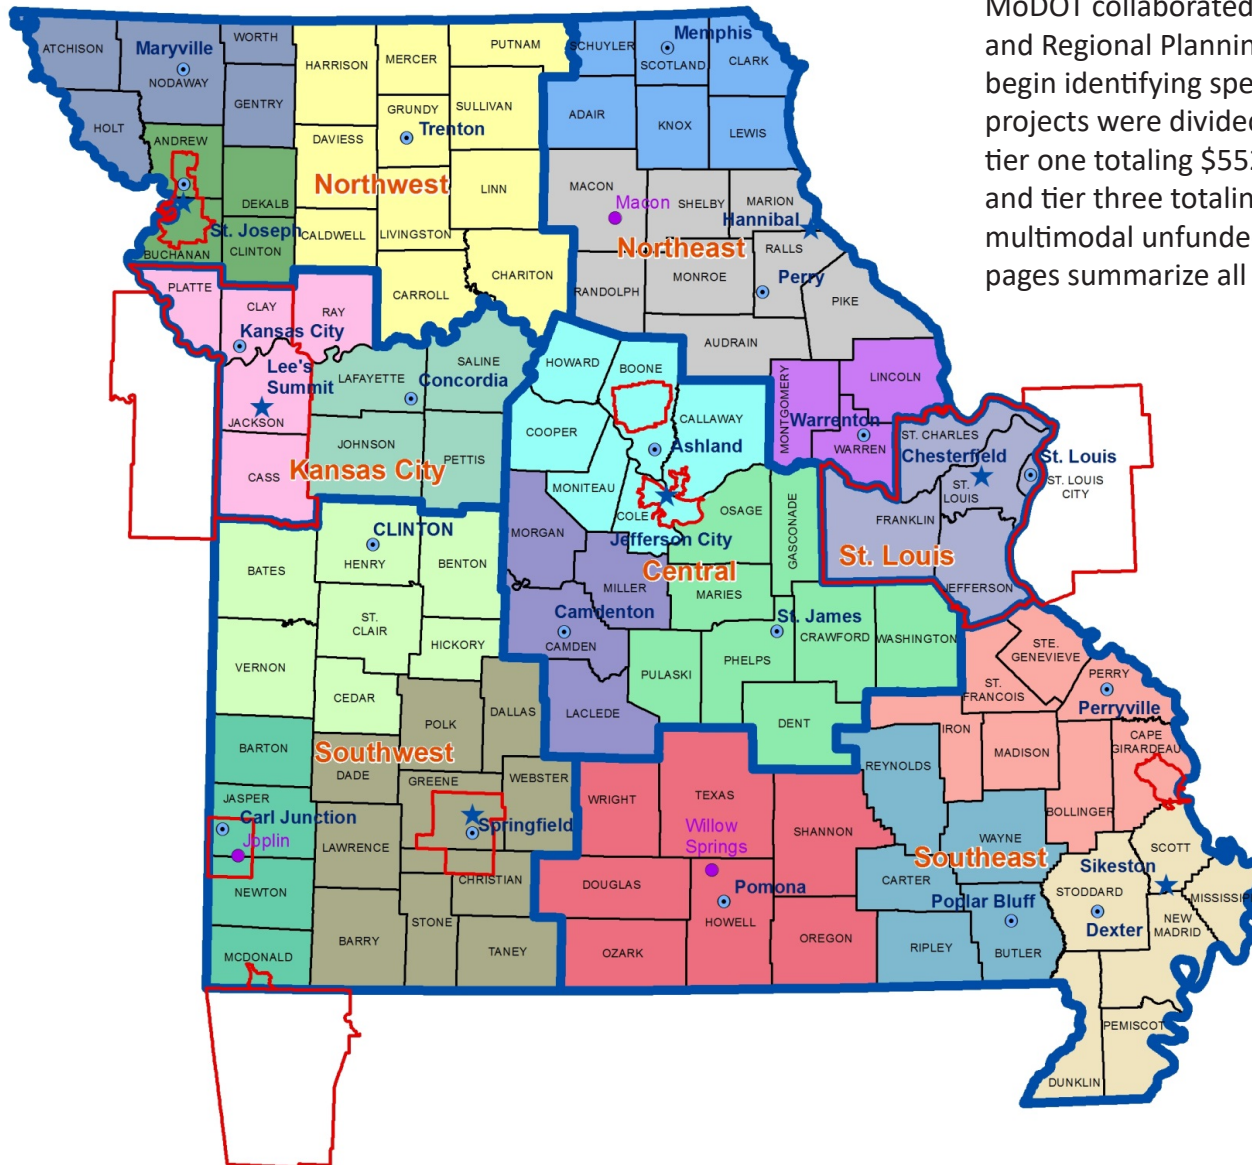 MoDOT collaborated
and Regional Plannin
begin identifying spe
projects were divided
tier one totaling $55
and tier three totalin
multimodal unfunde
pages summarize all
ATCHISON
Maryville
NODAWAY
WORTH
HARRISON
MERCER
PUTNAM
SCHUYLER
Memphis
SCOTLAND
CLARK
HOLT
GENTRY
GRUNDY
SULLIVAN
Trenton
ADAIR
KNOX
LEWIS
ANDREW
DAVIESS
Northwest
LINN
MACON
Macon
SHELBY
MARION
Hannibal
DEKALB
St. Joseph
BUCHANAN
CLINTON
CALDWELL
LIVINGSTON
CHARITON
Northeast
RALLS
MONROE
Perry
RANDOLPH
PIKE
PLATTE
CLAY
RAY
CARROLL
Kansas City
AUDRAIN
Lee's
Summit
JACKSON
LAFAYETTE
SALINE
Concordia
HOWARD
BOONE
CALLAWAY
MONTGOMERY
LINCOLN
Warrenton
WARREN
JOHNSON
PETTIS
Kansas City
CASS
COOPER
Ashland
MONITEAU
COLE
Jefferson City
OSAGE
GASCONADE
ST. CHARLES
Chesterfield
ST.
LOUIS
St. Louis
ST. LOUIS
CITY
FRANKLIN
St. Louis
JEFFERSON
CLINTON
HENRY
BATES
BENTON
MORGAN
MILLER
Central
MARIES
ST.
CLAIR
HICKORY
Camdenton
CAMDEN
St. James
CRAWFORD
WASHINGTON
PHELPS
PULASKI
VERNON
CEDAR
STE.
GENEVIEVE
ST.
FRANCOIS
PERRY
Perryville
POLK
DALLAS
LACLEDE
DENT
BARTON
Southwest
DADE
GREENE
WEBSTER
IRON
MADISON
CAPE
GIRARDEAU
REYNOLDS
JASPER
Carl Junction
Joplin
LAWRENCE
Springfield
WRIGHT
TEXAS
Willow
Springs
SHANNON
BOLLINGER
WAYNE
SCOTT
Southeast
Sikeston
NEWTON
CHRISTIAN
DOUGLAS
Pomona
HOWELL
CARTER
Poplar Bluff
STODDARD
Dexter
MISSISSIP
NEW
MADRID
MCDONALD
BARRY
STONE
TANEY
OZARK
OREGON
RIPLEY
BUTLER
PEMISCOT
DUNKLIN